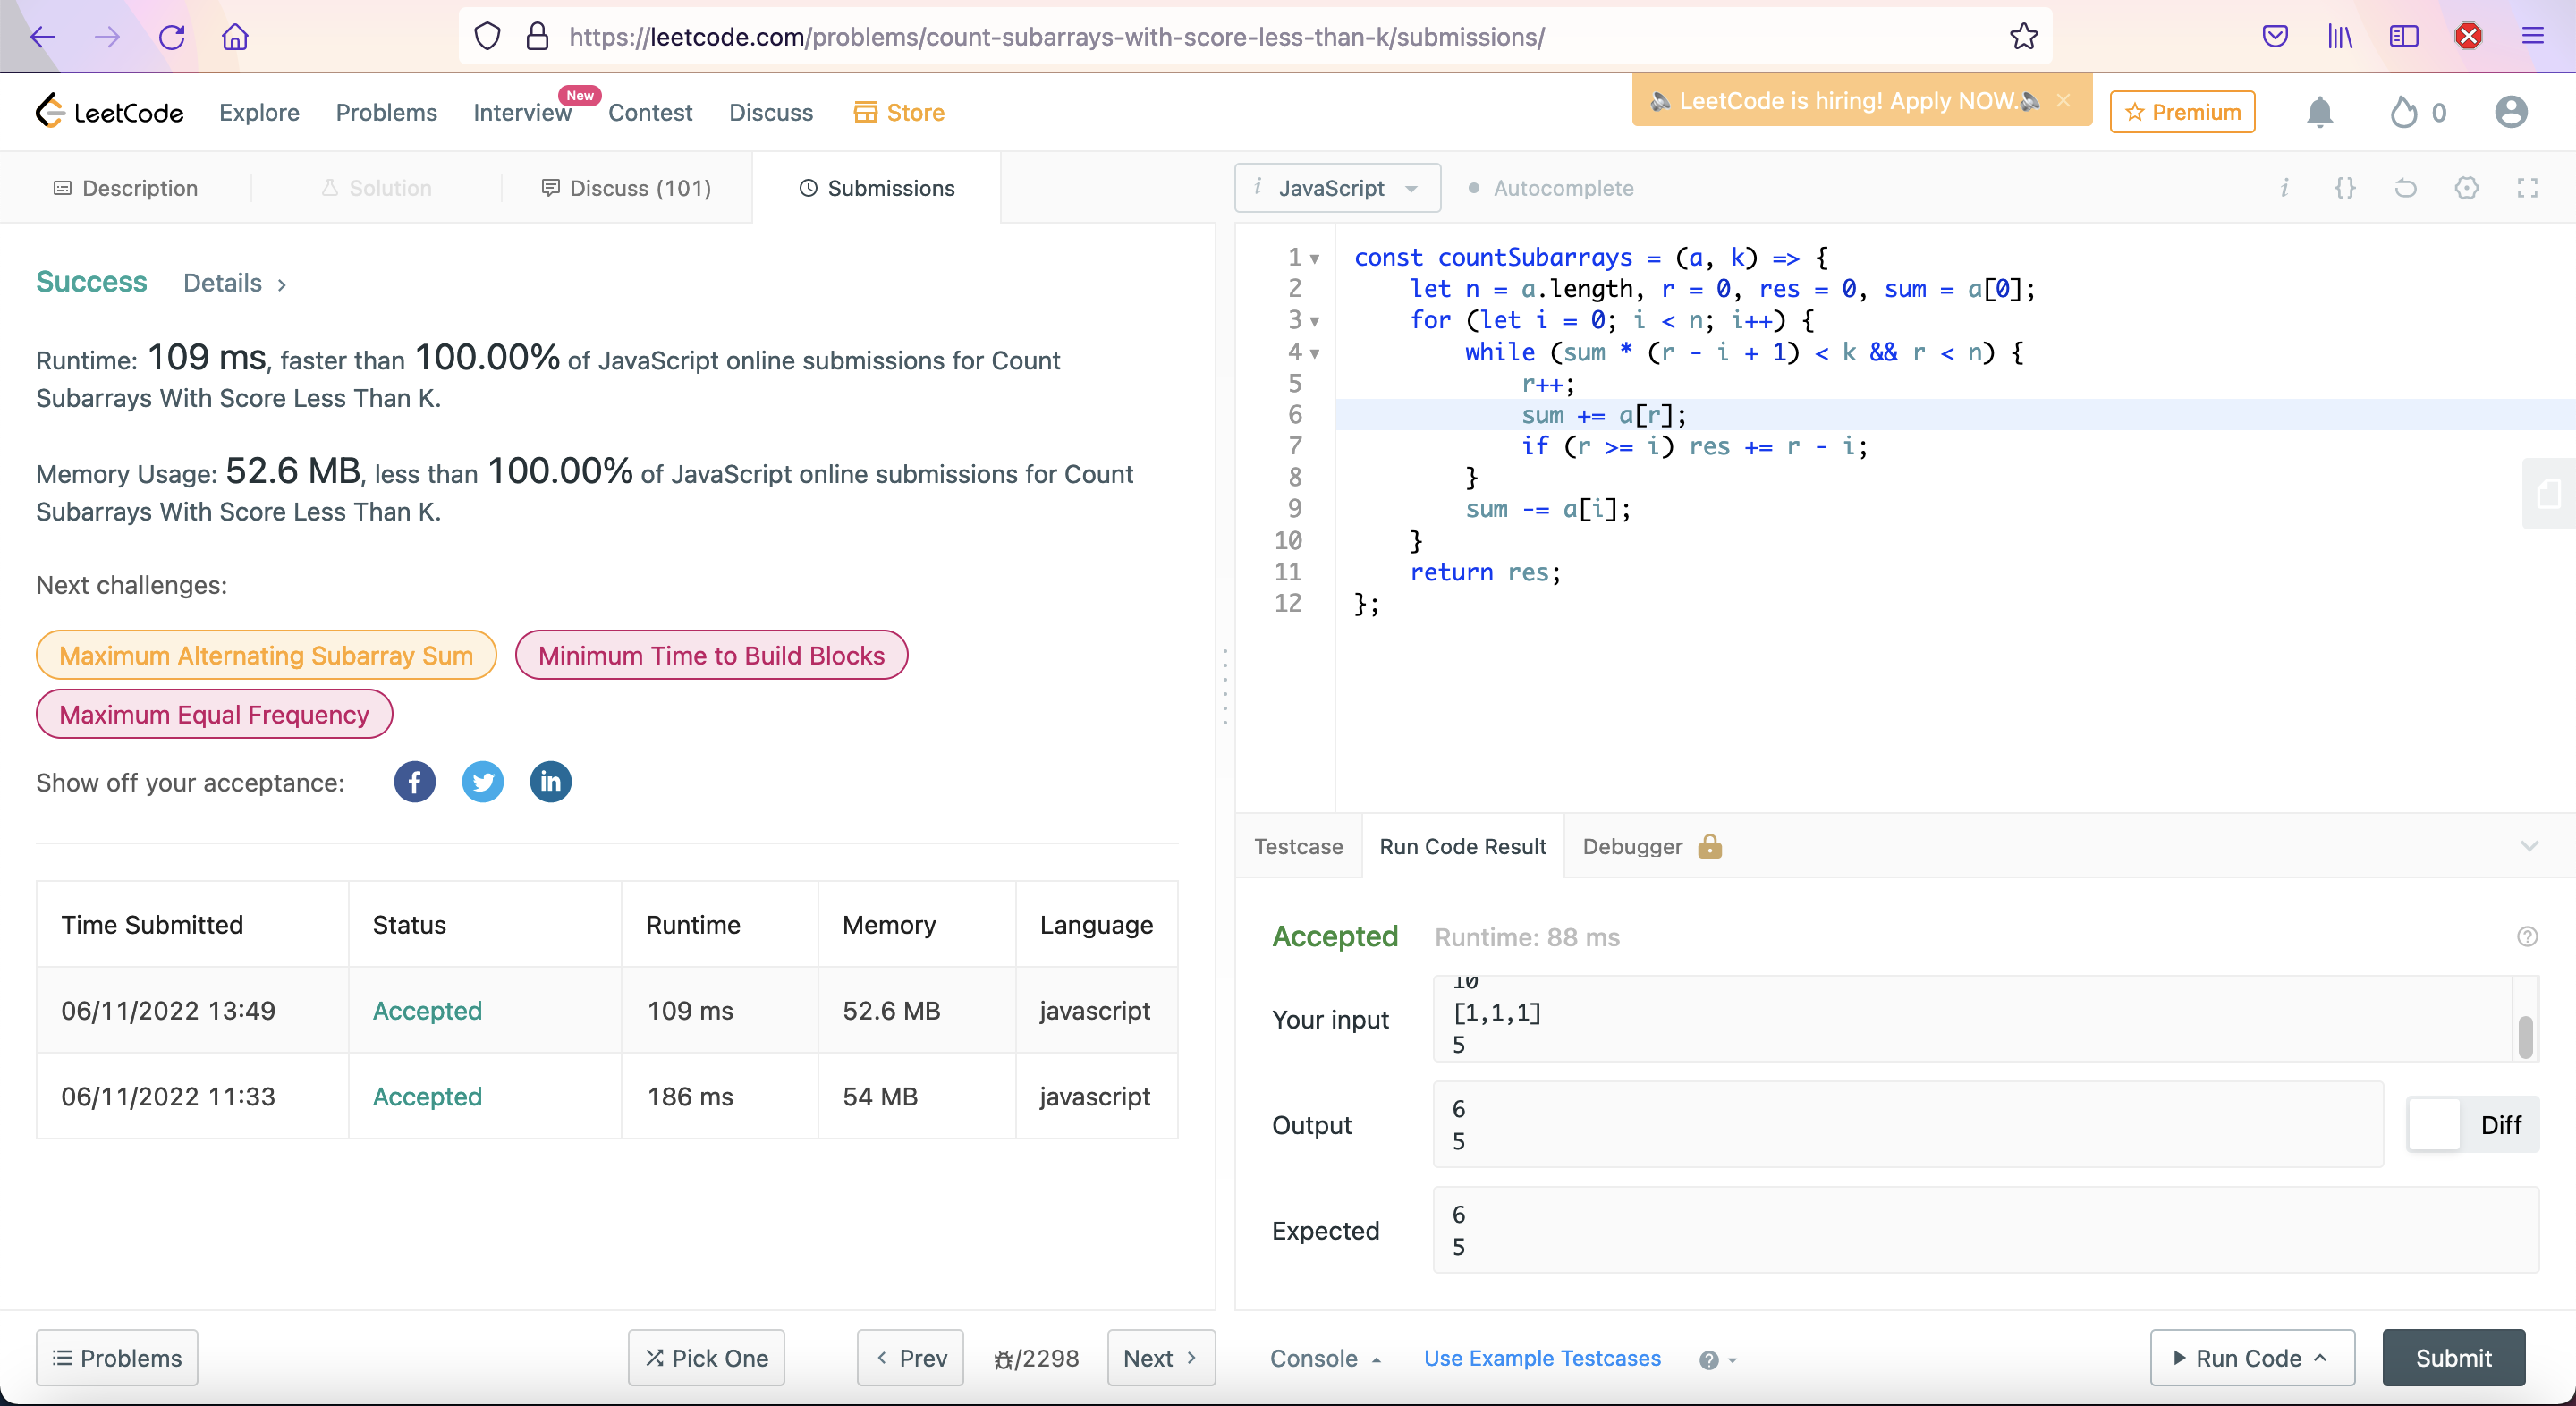 https://leetcode.com/problems/count-subarrays-with-score-less-than-k/submissions/
LeetCode
Explore
Problems
Interview
New
Contest
Discuss
Store
LeetCode is hiring! Apply NOW.
Premium
0
Description
Solution
Discuss (101)
Submissions
Success
Details
Runtime: 109 ms, faster than 100.00% of JavaScript online submissions for Count
Subarrays With Score Less Than K.
Memory Usage: 52.6 MB, less than 100.00% of JavaScript online submissions for Count
Subarrays With Score Less Than K.
Next challenges:
Maximum Alternating Subarray Sum
Minimum Time to Build Blocks
Maximum Equal Frequency
Show off your acceptance:
Time Submitted Status Runtime Memory Language
06/11/2022 13:49 Accepted 109 ms 52.6 MB javascript
06/11/2022 11:33 Accepted 186 ms 54 MB javascript
Problems
Pick One
Prev
/2298
Next
i JavaScript
Autocomplete
i {}
1 const countSubarrays = (a, k) => {
2 let n = a.length, r = 0, res = 0, sum = a[0];
3 for (let i = 0; i < n; i++) {
4 while (sum * (r - i + 1) < k && r < n) {
5 r++;
6 sum += a[r];
7 if (r >= i) res += r - i;
8 }
9 sum -= a[i];
10 }
11 return res;
12 };
Testcase
Run Code Result
Debugger
Accepted
Runtime: 88 ms
Your input
10
[1,1,1]
5
Output
6
5
Diff
Expected
6
5
Console
Use Example Testcases
Run Code
Submit